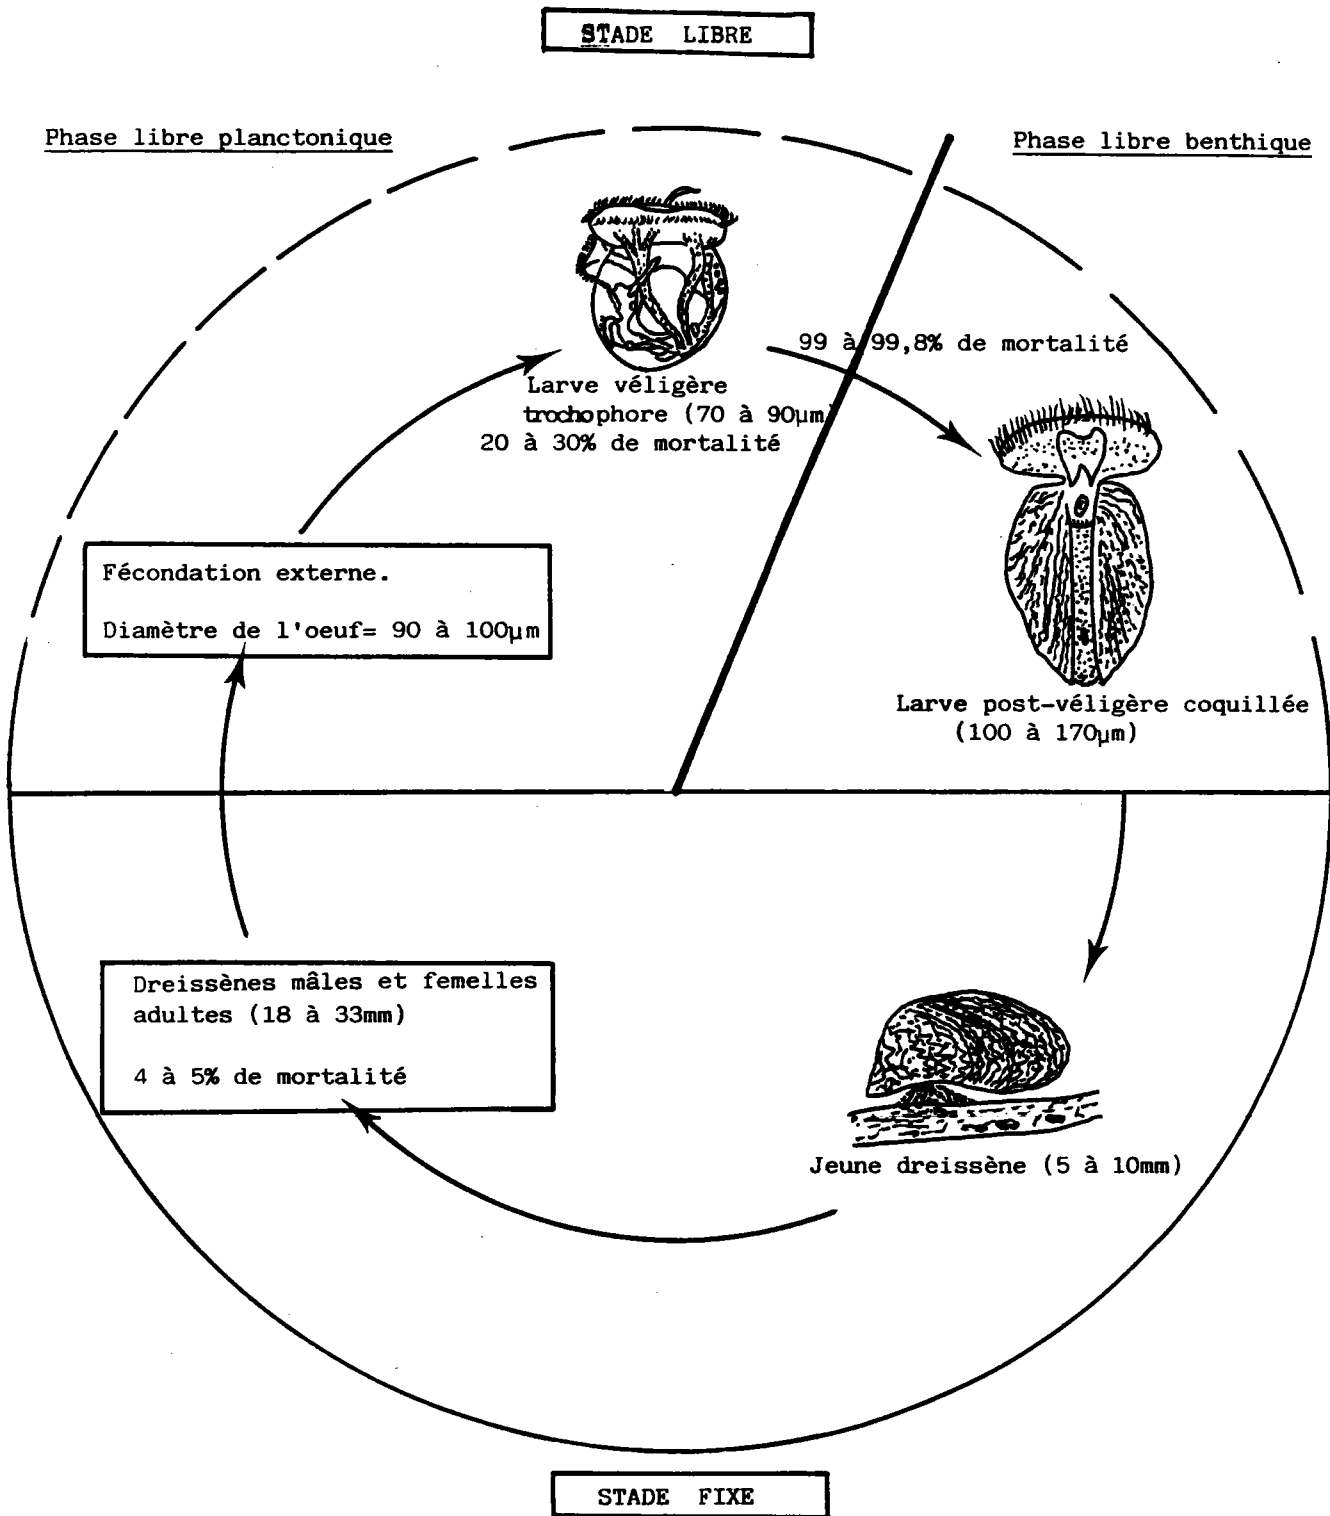 STADE LIBRE
Phase libre planctonique
Phase libre benthique
99 à 99,8% de mortalité
Larve véligère
trochophore (70 à 90µm)
20 à 30% de mortalité
Fécondation externe.
Diamètre de l'oeuf= 90 à 100µm
Larve post-véligère coquillée
(100 à 170µm)
Dreissènes mâles et femelles
adultes (18 à 33mm)
4 à 5% de mortalité
Jeune dreissène (5 à 10mm)
STADE FIXE